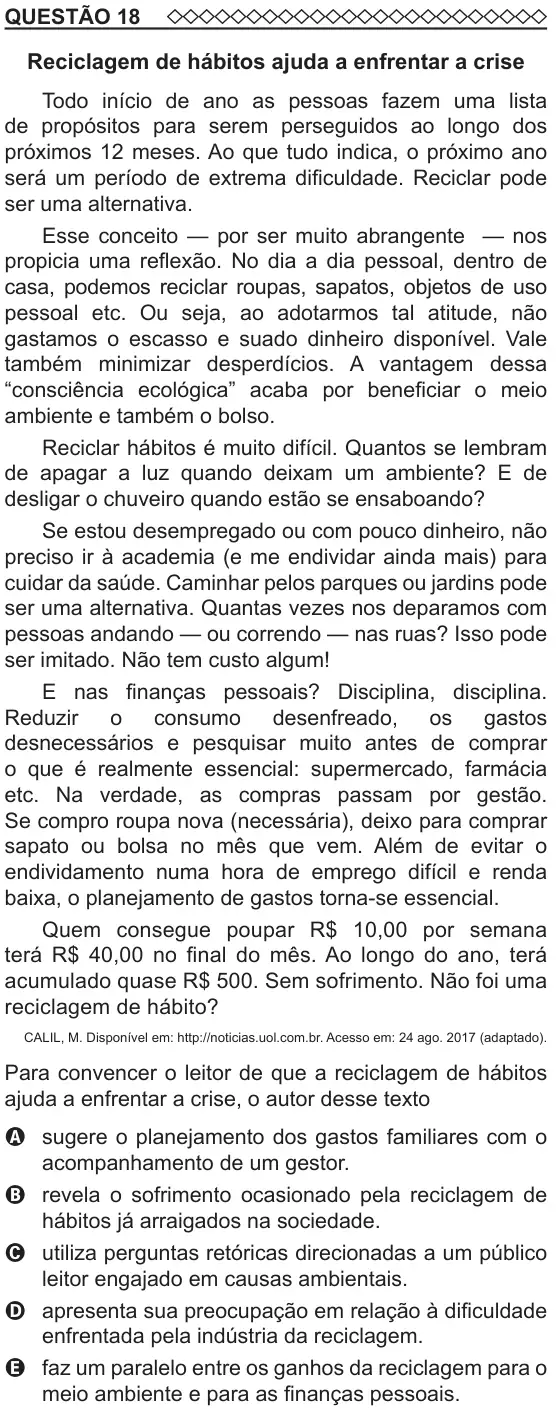 QUESTÃO 18
Reciclagem de hábitos ajuda a enfrentar a crise
Todo início de ano as pessoas fazem uma lista
de propósitos para serem perseguidos ao longo dos
próximos 12 meses. Ao que tudo indica, o próximo ano
será um período de extrema dificuldade. Reciclar pode
ser uma alternativa.
Esse conceito — por ser muito abrangente — nos
propicia uma reflexão. No dia a dia pessoal, dentro de
casa, podemos reciclar roupas, sapatos, objetos de uso
pessoal etc. Ou seja, ao adotarmos tal atitude, não
gastamos o escasso e suado dinheiro disponível. Vale
também minimizar desperdícios. A vantagem dessa
“consciência ecológica” acaba por beneficiar o meio
ambiente e também o bolso.
Reciclar hábitos é muito difícil. Quantos se lembram
de apagar a luz quando deixam um ambiente? E de
desligar o chuveiro quando estão se ensaboando?
Se estou desempregado ou com pouco dinheiro, não
preciso ir à academia (e me endividar ainda mais) para
cuidar da saúde. Caminhar pelos parques ou jardins pode
ser uma alternativa. Quantas vezes nos deparamos com
pessoas andando — ou correndo — nas ruas? Isso pode
ser imitado. Não tem custo algum!
E nas finanças pessoais? Disciplina, disciplina.
Reduzir o consumo desenfreado, os gastos
desnecessários e pesquisar muito antes de comprar
o que é realmente essencial: supermercado, farmácia
etc. Na verdade, as compras passam por gestão.
Se compro roupa nova (necessária), deixo para comprar
sapato ou bolsa no mês que vem. Além de evitar o
endividamento numa hora de emprego difícil e renda
baixa, o planejamento de gastos torna-se essencial.
Quem consegue poupar R$ 10,00 por semana
terá R$ 40,00 no final do mês. Ao longo do ano, terá
acumulado quase R$ 500. Sem sofrimento. Não foi uma
reciclagem de hábito?
CALIL, M. Disponível em: http://noticias.uol.com.br. Acesso em: 24 ago. 2017 (adaptado).
Para convencer o leitor de que a reciclagem de hábitos
ajuda a enfrentar a crise, o autor desse texto
A sugere o planejamento dos gastos familiares com o
acompanhamento de um gestor.
B revela o sofrimento ocasionado pela reciclagem de
hábitos já arraigados na sociedade.
C utiliza perguntas retóricas direcionadas a um público
leitor engajado em causas ambientais.
D apresenta sua preocupação em relação à dificuldade
enfrentada pela indústria da reciclagem.
E faz um paralelo entre os ganhos da reciclagem para o
meio ambiente e para as finanças pessoais.